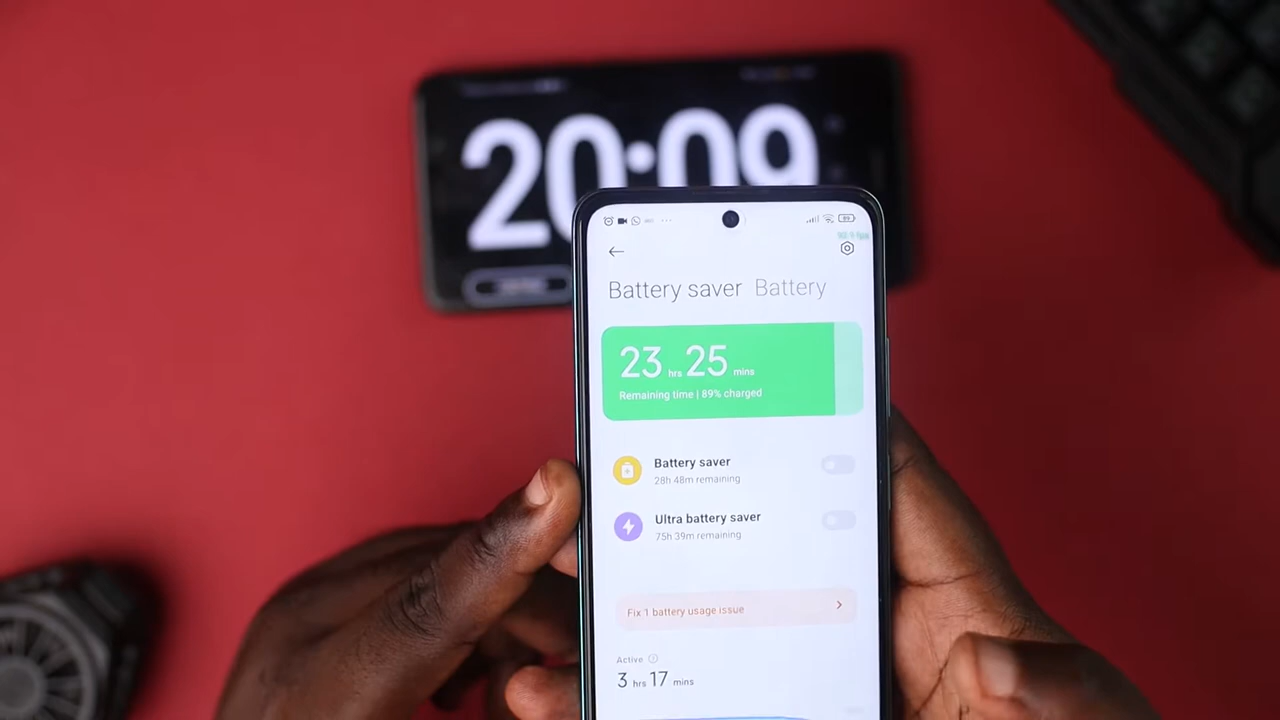 20:09
89
Battery saver Battery
23 hrs 25 mins
Remaining time | 89% charged
Battery saver
28h 48m remaining
Ultra battery saver
75h 39m remaining
Fix 1 battery usage issue
Active
3 hrs 17 mins